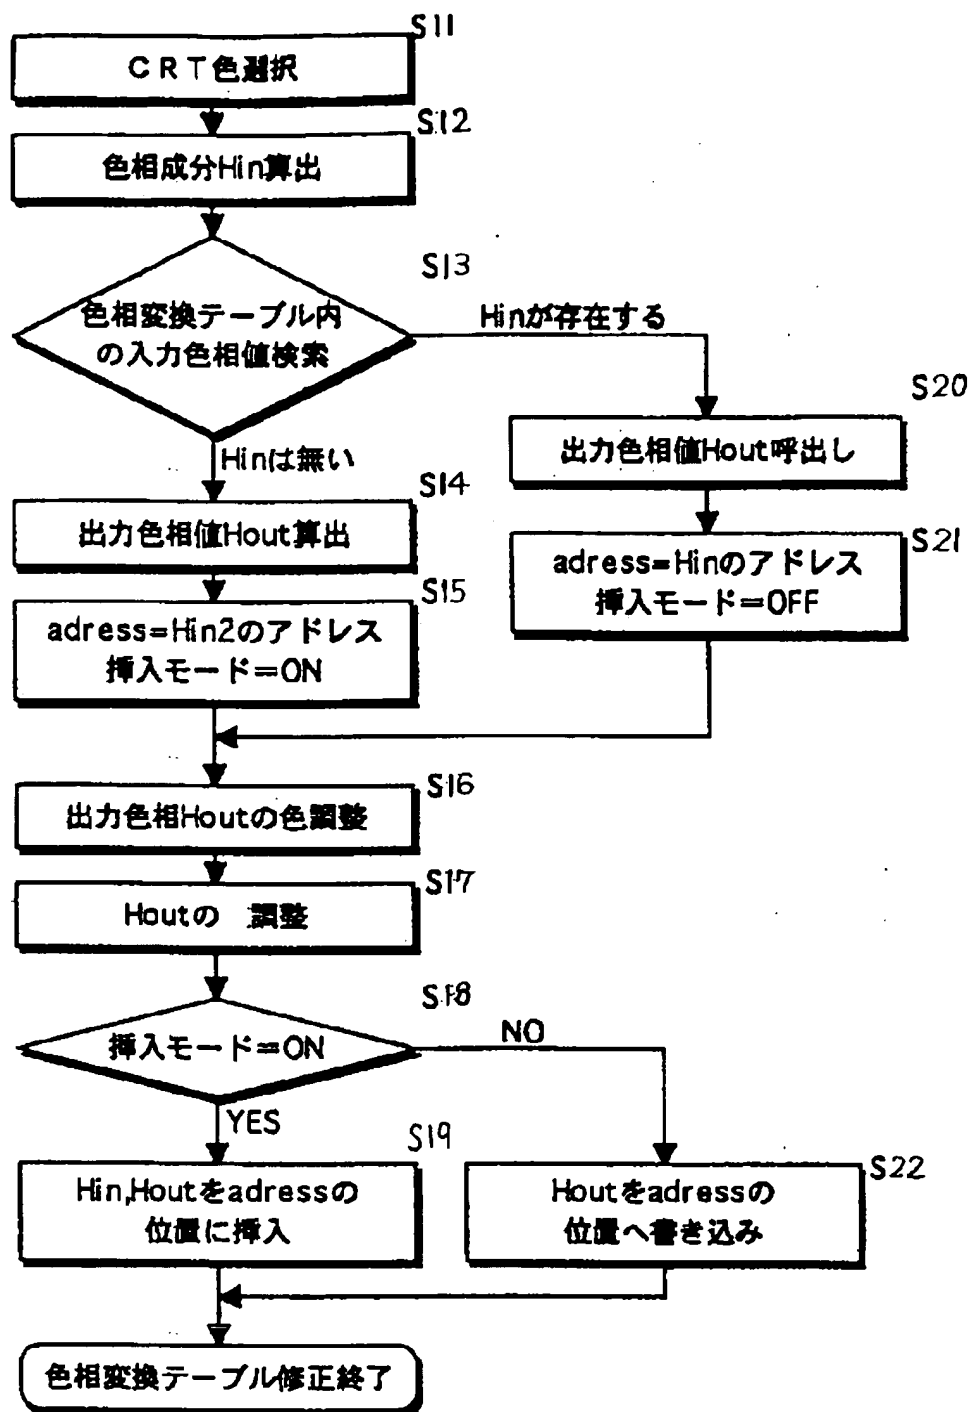 S11
CRT色選択
S12
色相成分Hin算出
S13
色相変換テーブル内
の入力色相値検索
Hinが存在する
S20
出力色相値Hout呼出し
Hinは無い
S14
出力色相値Hout算出
S21
adress=Hinのアドレス
挿入モード=OFF
S15
adress=Hin2のアドレス
挿入モード=ON
S16
出力色相Houtの色調整
S17
Houtの 調整
S18
挿入モード=ON
NO
YES
S19
Hin,Houtをadressの
位置に挿入
S22
Houtをadressの
位置へ書き込み
色相変換テーブル修正終了